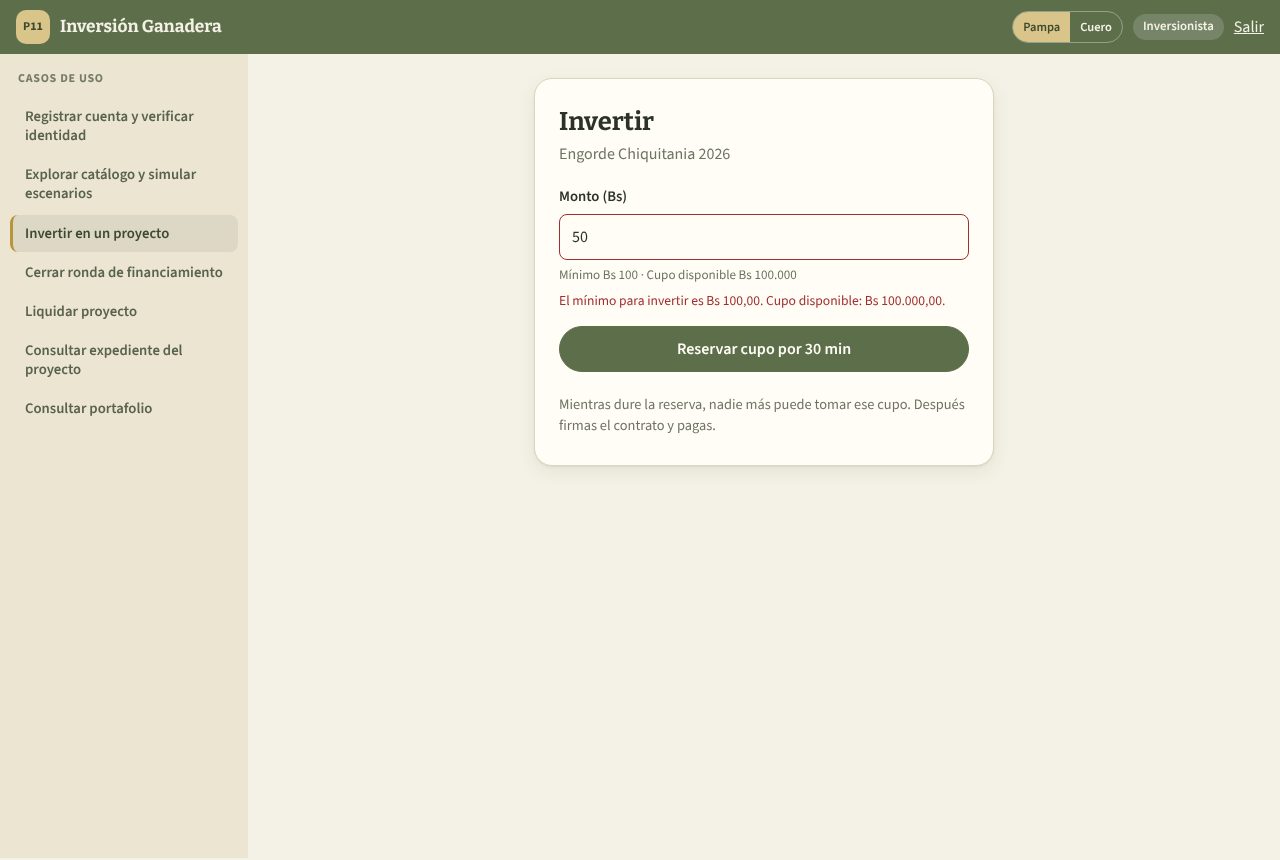 P11
Inversión Ganadera
Pampa
Cuero
Inversionista
Salir
CASOS DE USO
Registrar cuenta y verificar
identidad
Explorar catálogo y simular
escenarios
Invertir en un proyecto
Cerrar ronda de financiamiento
Liquidar proyecto
Consultar expediente del
proyecto
Consultar portafolio
Invertir
Engorde Chiquitania 2026
Monto (Bs)
50
Mínimo Bs 100 · Cupo disponible Bs 100.000
El mínimo para invertir es Bs 100,00. Cupo disponible: Bs 100.000,00.
Reservar cupo por 30 min
Mientras dure la reserva, nadie más puede tomar ese cupo. Después
firmas el contrato y pagas.